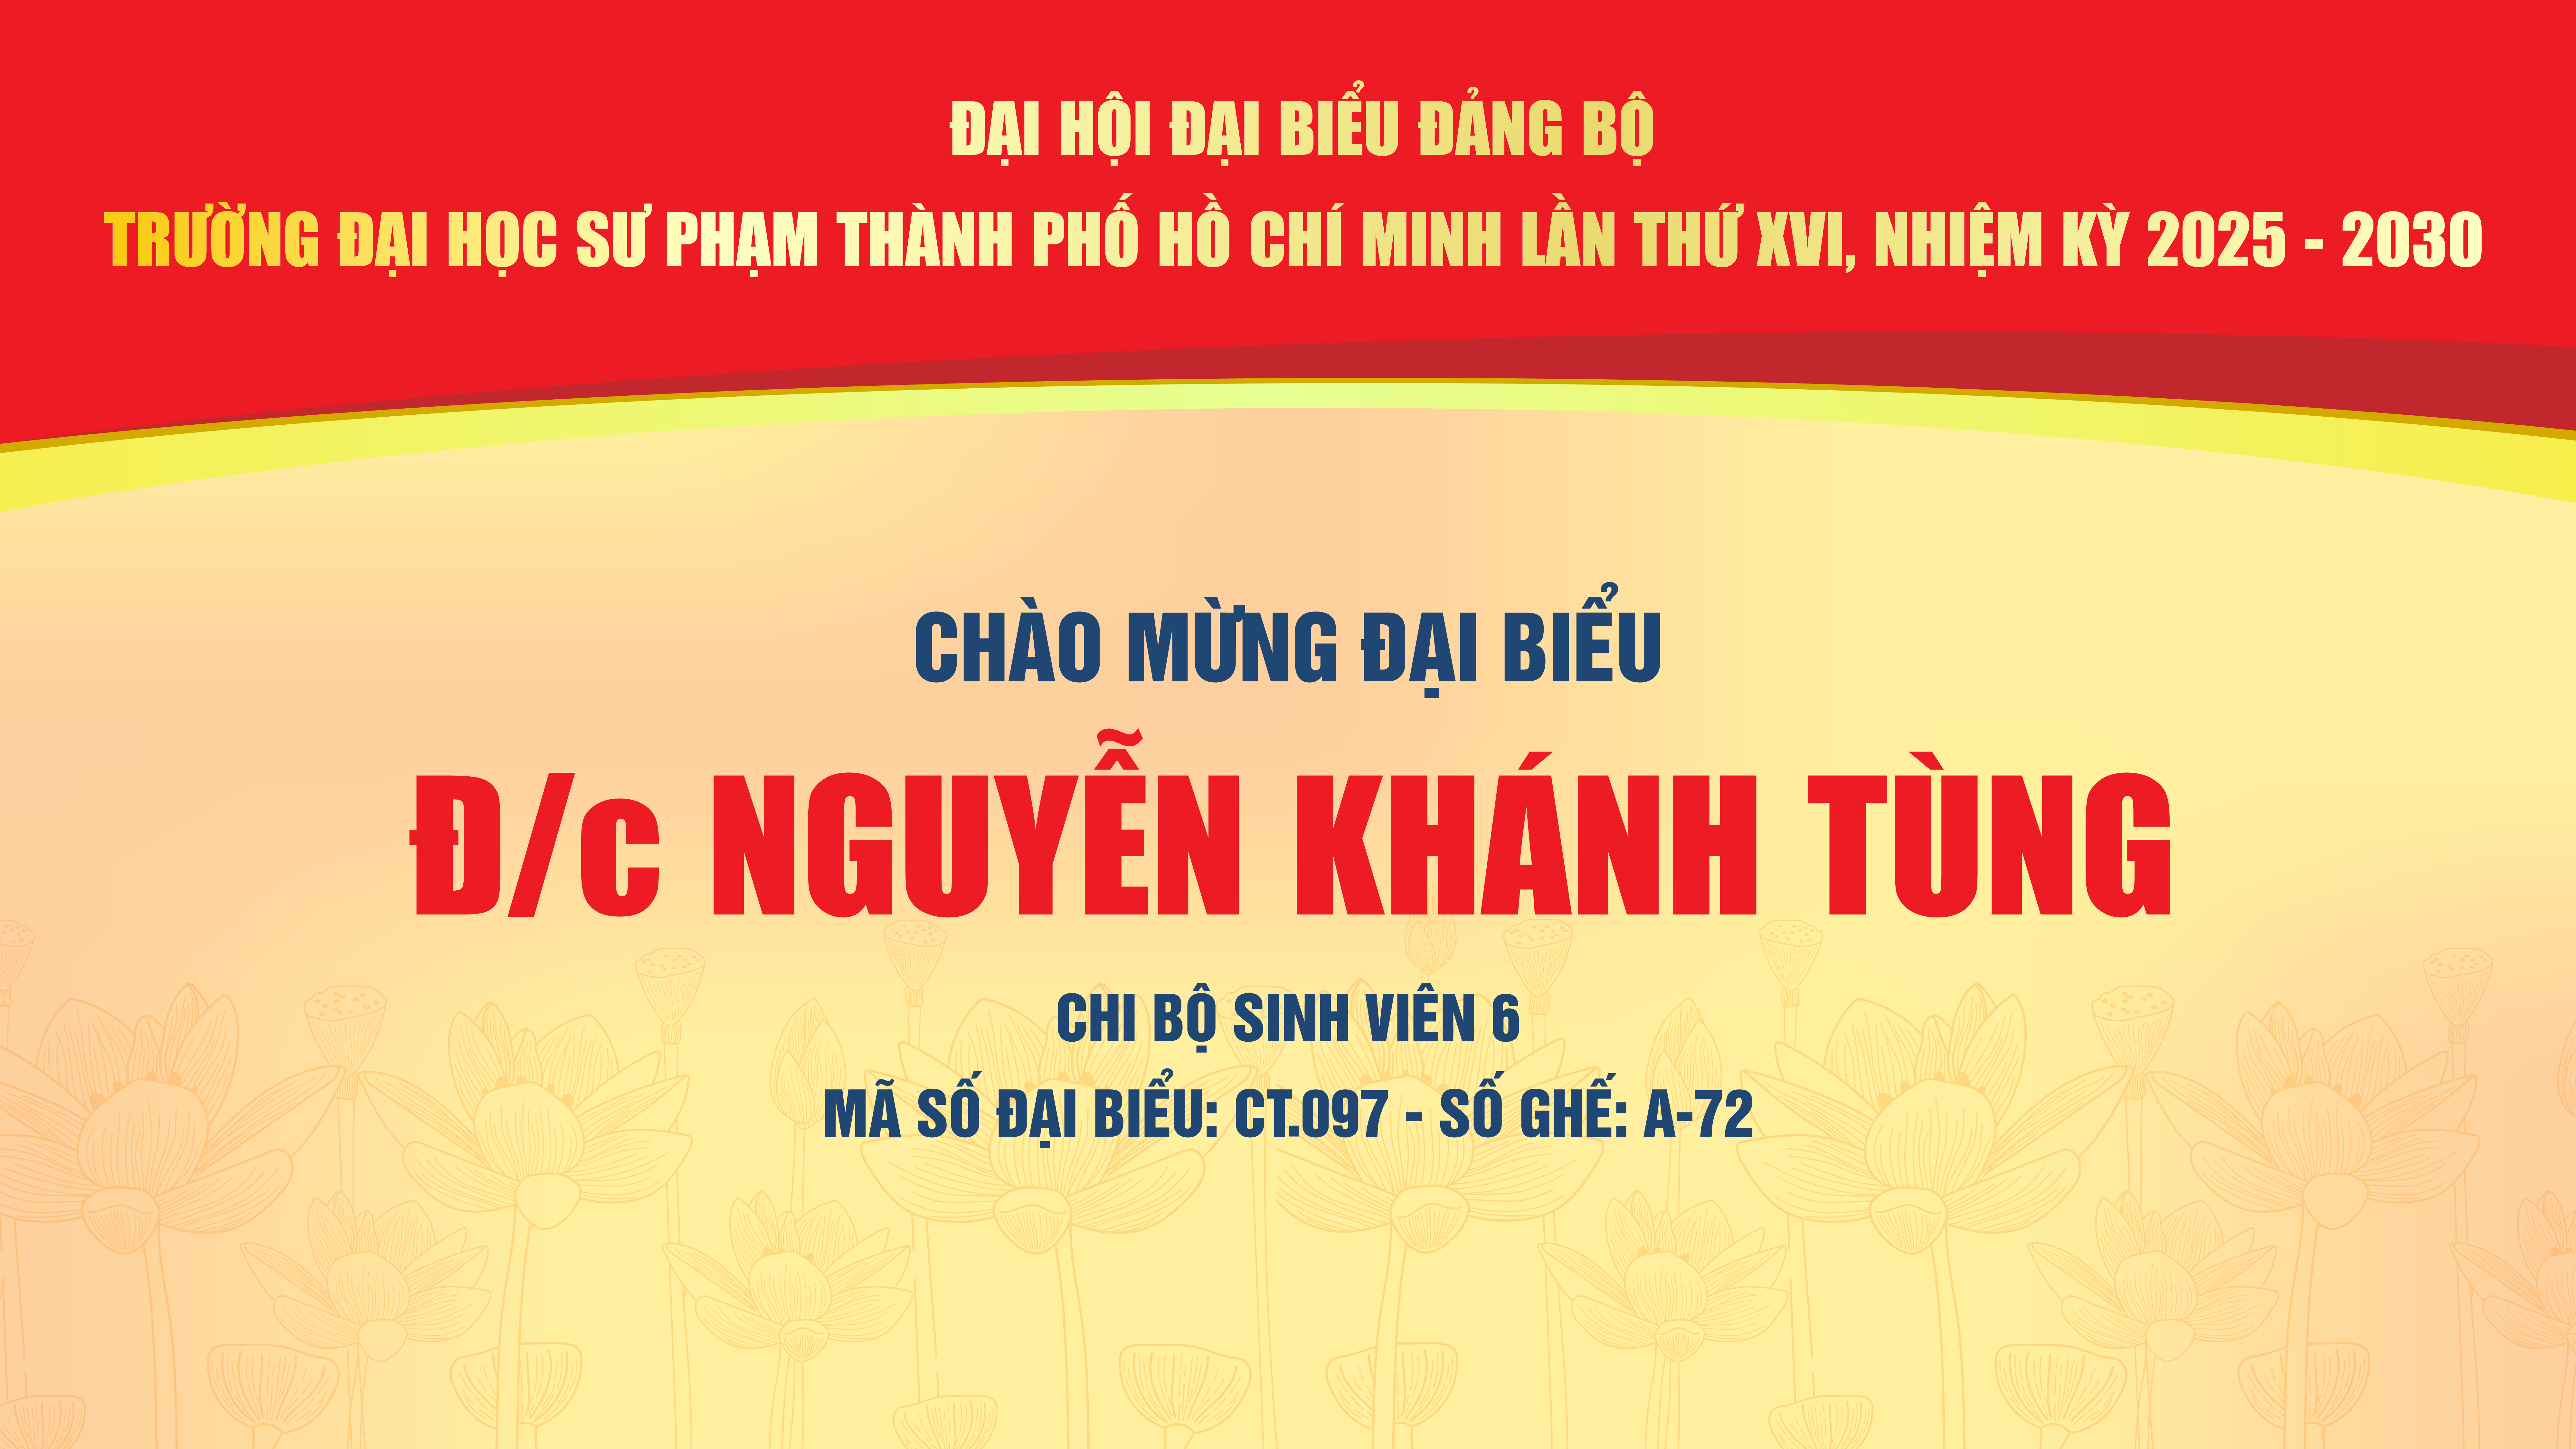 ĐẠI HỘI ĐẠI BIỂU ĐẢNG BỘ
TRƯỜNG ĐẠI HỌC SƯ PHẠM THÀNH PHỐ HỒ CHÍ MINH LẦN THỨ XVI, NHIỆM KỲ 2025 - 2030
CHÀO MỪNG ĐẠI BIỂU
Đ/c NGUYỄN KHÁNH TÙNG
CHI BỘ SINH VIÊN 6
MÃ SỐ ĐẠI BIỂU: CT.097 - SỐ GHẾ: A-72